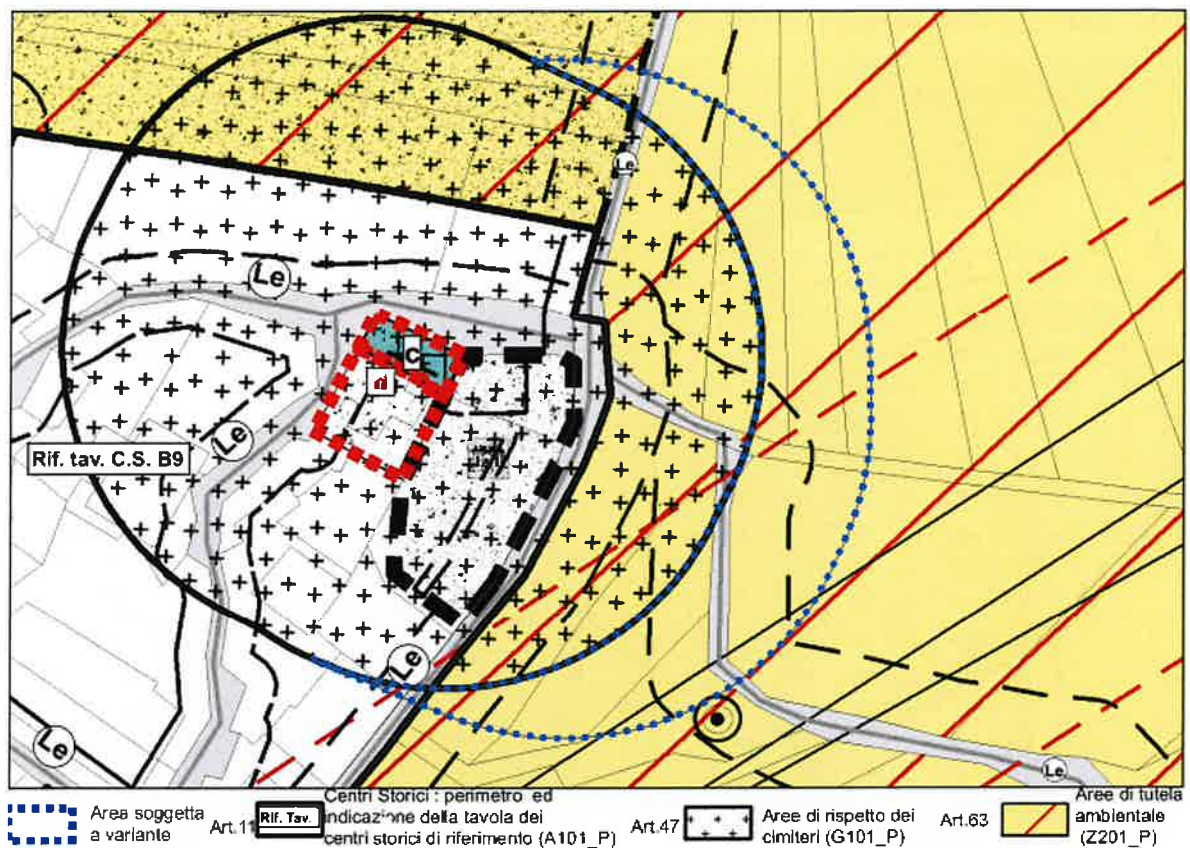 Le
Le
C
Le
Rif. tav. C.S. B9
Le
Le
Le
Area soggetta
a variante
Art.11
Rif. Tav.
Centri Storici : perimetro ed
indicazione della tavola dei
centri storici di riferimento (A101_P)
Art.47
Aree di rispetto dei
cimiteri (G101_P)
Art.63
Aree di tutela
ambientale
(Z201_P)